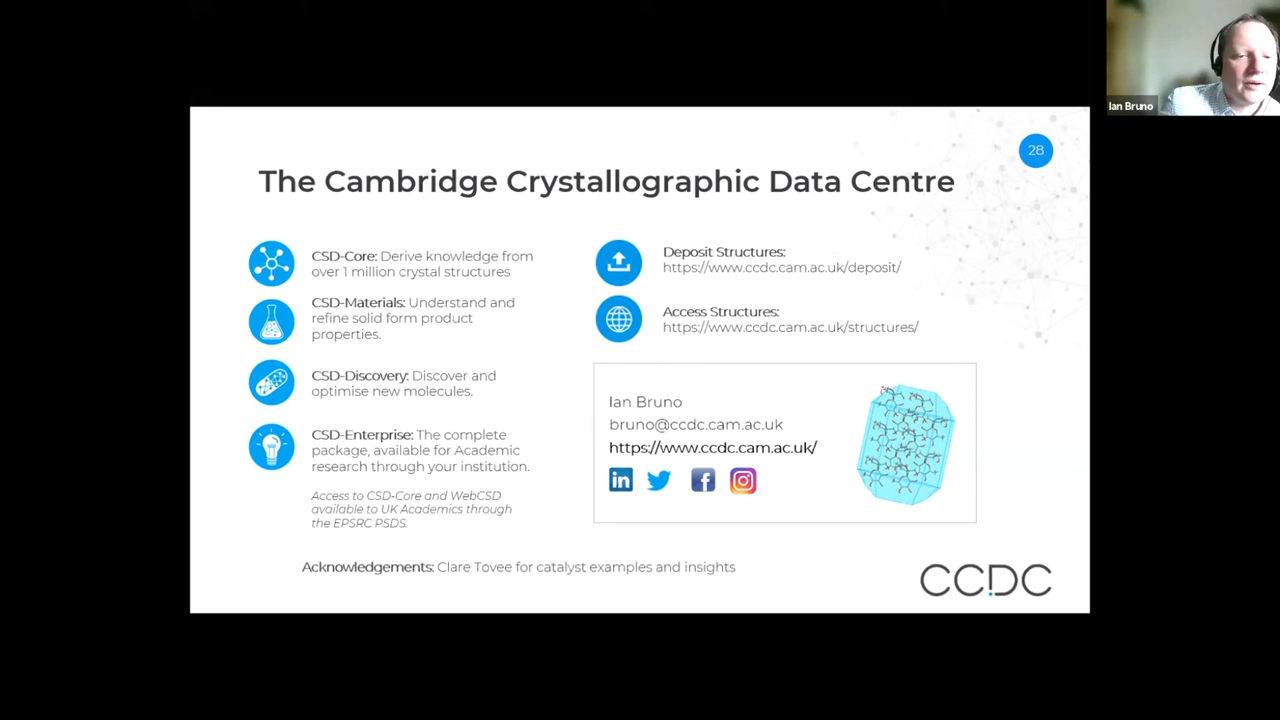 Ian Bruno
28
The Cambridge Crystallographic Data Centre
CSD-Core: Derive knowledge from
over 1 million crystal structures
CSD-Materials: Understand and
refine solid form product
properties.
CSD-Discovery: Discover and
optimise new molecules.
CSD-Enterprise: The complete
package, available for Academic
research through your institution.
Access to CSD-Core and WebCSD
available to UK Academics through
the EPSRC PSDS.
Deposit Structures:
https://www.ccdc.cam.ac.uk/deposit/
Access Structures:
https://www.ccdc.cam.ac.uk/structures/
Ian Bruno
bruno@ccdc.cam.ac.uk
https://www.ccdc.cam.ac.uk/
in
f
Acknowledgements: Clare Tovee for catalyst examples and insights
CCDC